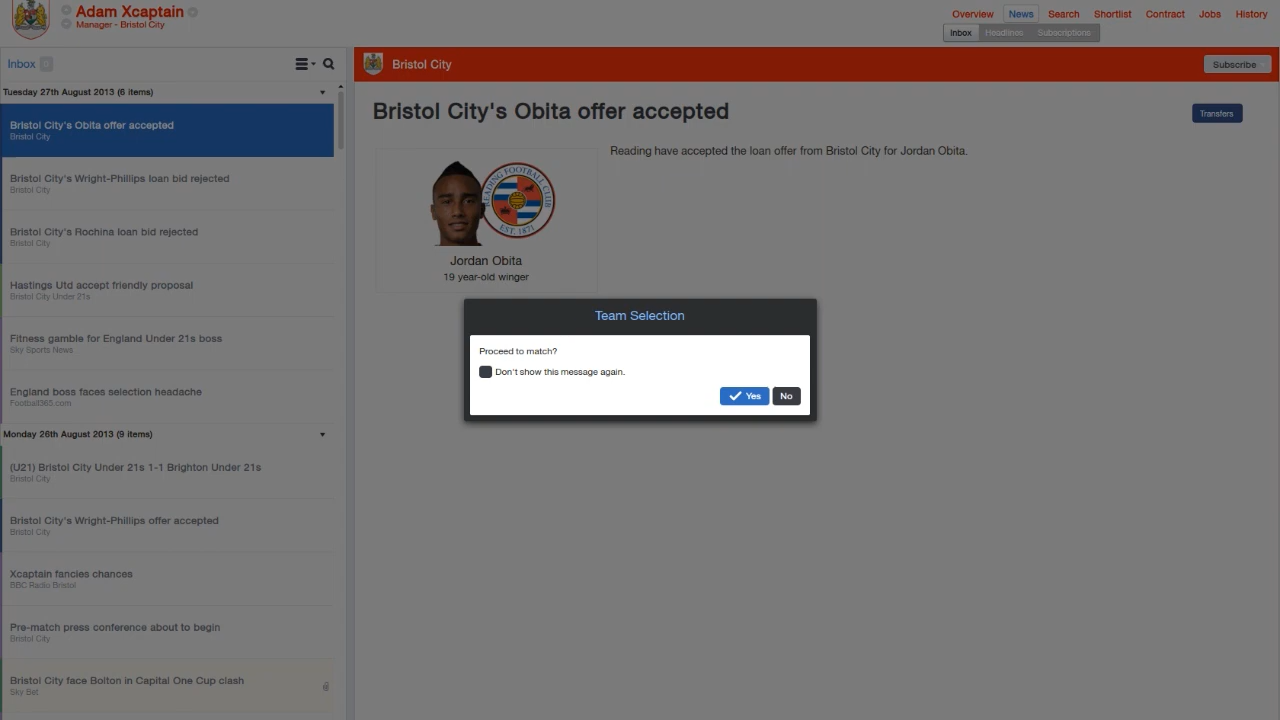 Adam Xcaptain
Manager - Bristol City
Overview News Search Shortlist Contract Jobs History
Inbox Headlines Subscriptions
Inbox
Bristol City
Subscribe
Tuesday 27th August 2013 (6 items)
Bristol City's Obita offer accepted
Bristol City
Bristol City's Wright-Phillips loan bid rejected
Bristol City
Bristol City's Rochina loan bid rejected
Bristol City
Hastings Utd accept friendly proposal
Bristol City Under 21s
Fitness gamble for England Under 21s boss
Sky Sports News
England boss faces selection headache
Football365.com
Monday 26th August 2013 (9 items)
(U21) Bristol City Under 21s 1-1 Brighton Under 21s
Bristol City
Bristol City's Wright-Phillips offer accepted
Bristol City
Xcaptain fancies chances
BBC Radio Bristol
Pre-match press conference about to begin
Bristol City
Bristol City face Bolton in Capital One Cup clash
Sky Bet
Bristol City's Obita offer accepted
Transfers
Reading have accepted the loan offer from Bristol City for Jordan Obita.
READING FOOTBALL CLUB
EST. 1871
Jordan Obita
19 year-old winger
Team Selection
Proceed to match?
Don't show this message again.
Yes No